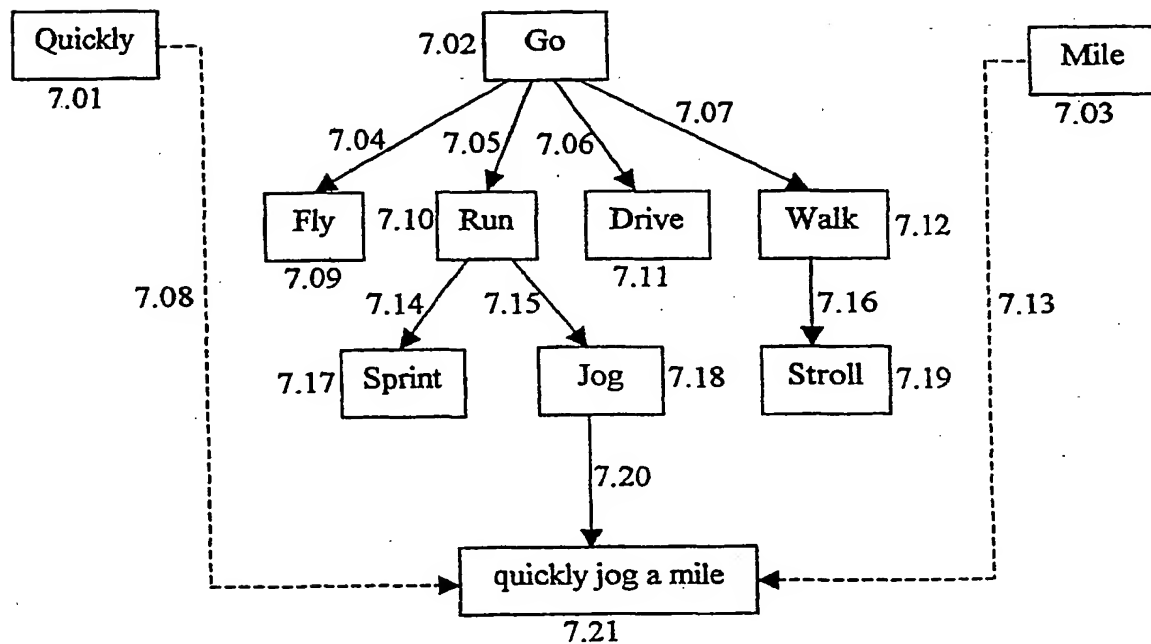 Quickly
7.02
Go
Mile
7.01
7.03
7.04
7.05
7.06
7.07
Fly
7.10
Run
Drive
Walk
7.12
7.09
7.11
7.08
7.14
7.15
7.16
7.13
7.17
Sprint
Jog
7.18
Stroll
7.19
7.20
quickly jog a mile
7.21